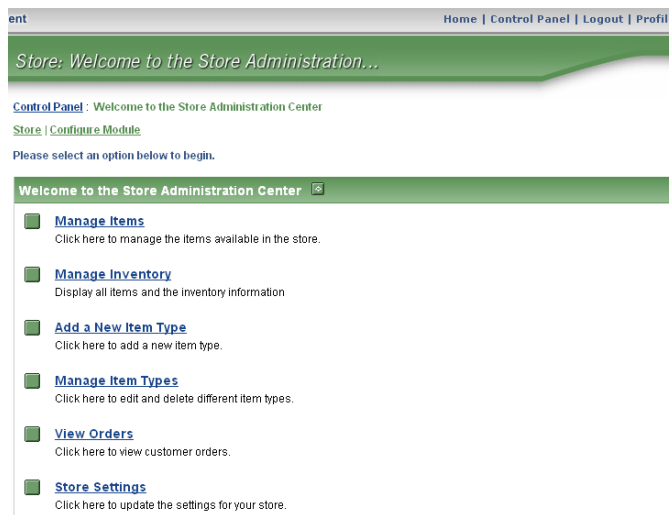 ent
Home | Control Panel | Logout | Profil
Store: Welcome to the Store Administration...
Control Panel : Welcome to the Store Administration Center
Store | Configure Module
Please select an option below to begin.
Welcome to the Store Administration Center
Manage Items
Click here to manage the items available in the store.
Manage Inventory
Display all items and the inventory information
Add a New Item Type
Click here to add a new item type.
Manage Item Types
Click here to edit and delete different item types.
View Orders
Click here to view customer orders.
Store Settings
Click here to update the settings for your store.